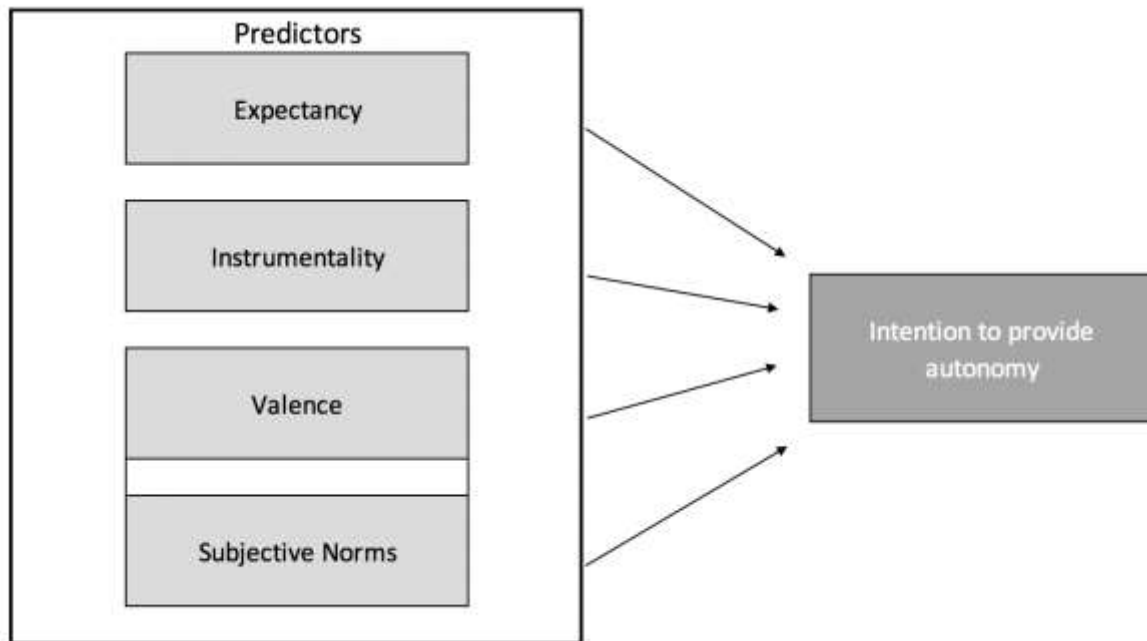 Predictors
Expectancy
Instrumentality
Valence
Subjective Norms
Intention to provide
autonomy